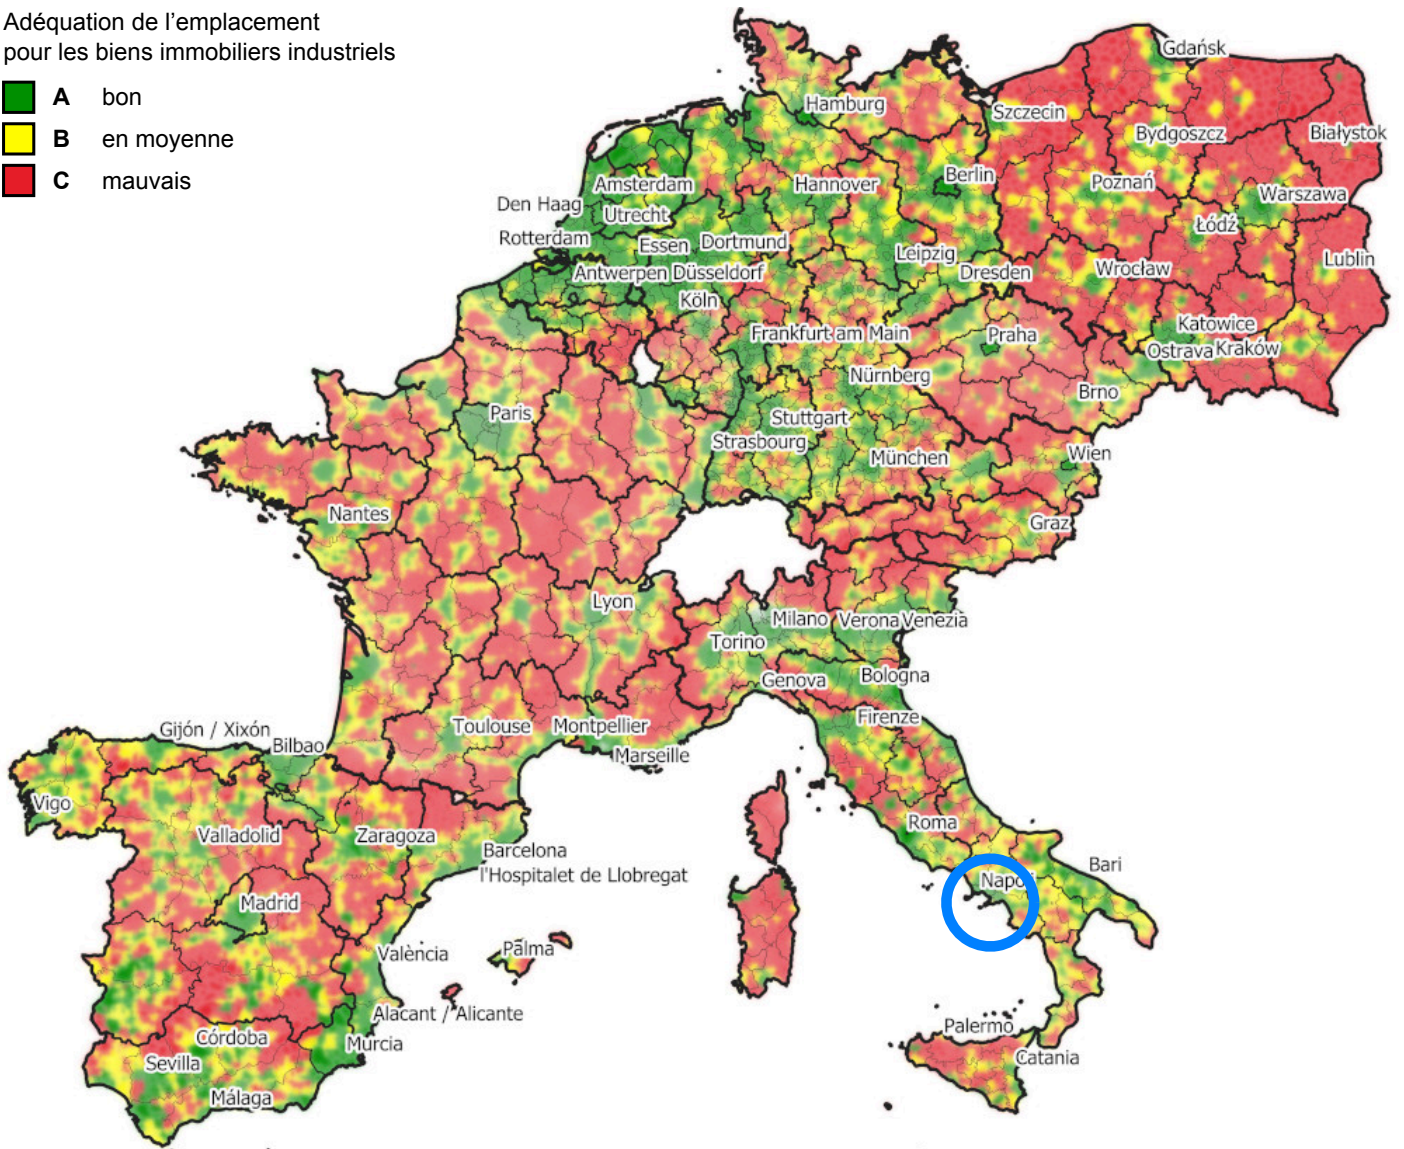 Adéquation de l’emplacement
pour les biens immobiliers industriels
A bon
B en moyenne
C mauvais
Gdańsk
Hamburg
Szczecin
Bydgoszcz
Białystok
Amsterdam
Hannover
Berlin
Poznań
Warszawa
Den Haag
Utrecht
Łódź
Rotterdam
Essen
Dortmund
Leipzig
Lublin
Antwerpen
Düsseldorf
Dresden
Wrocław
Köln
Katowice
Frankfurt am Main
Praha
Ostrava
Kraków
Nürnberg
Brno
Paris
Stuttgart
Strasbourg
München
Wien
Nantes
Graz
Lyon
Milano
Verona
Venezia
Torino
Genova
Bologna
Firenze
Gijón / Xixón
Bilbao
Toulouse
Montpellier
Marseille
Vigo
Valladolid
Zaragoza
Roma
Barcelona
l'Hospitalet de Llobregat
Bari
Napoli
Madrid
València
Palma
Alacant / Alicante
Palermo
Córdoba
Murcia
Catania
Sevilla
Málaga